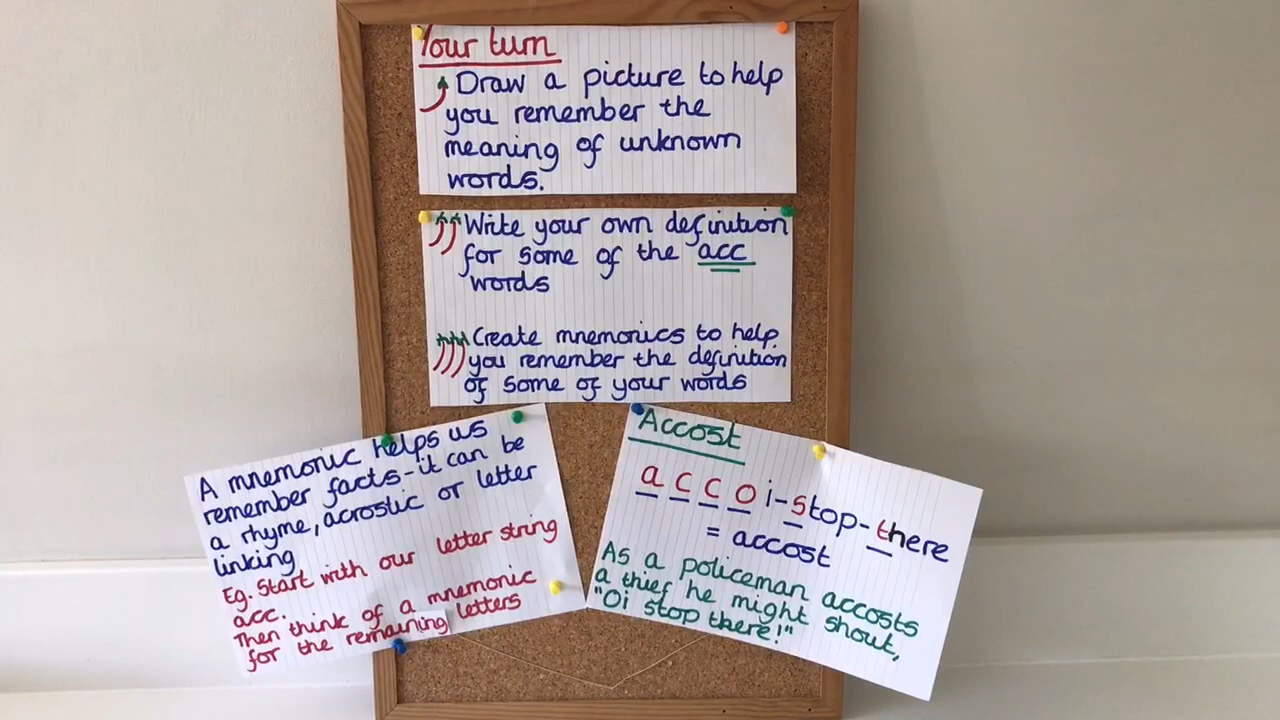 Your turn
Draw a picture to help
you remember the
meaning of unknown
words.
Write your own definition
for some of the acc
words
Create mnemonics to help
you remember the definition
of some of your words
A mnemonic helps us
remember facts-it can be
a rhyme, acrostic or letter
linking
Eg. Start with our letter string
acc.
Then think of a mnemonic
for the remaining letters
Accost
a c c o i-stop-there
= accost
As a policeman accosts
a thief he might shout,
"Oi stop there!"